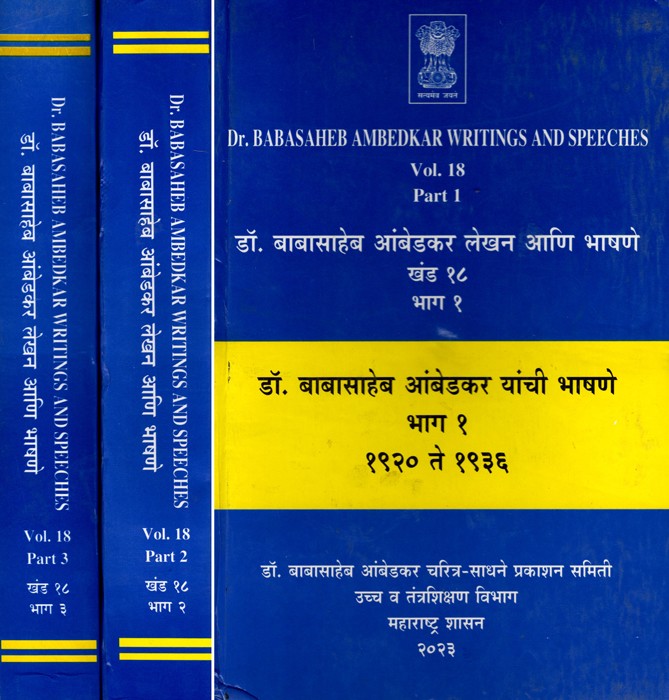 Dr. BABASAHEB AMBEDKAR WRITINGS AND SPEECHES
डॉ. बाबासाहेब आंबेडकर लेखन आणि भाषणे
Vol. 18
Part 3
खंड १८
भाग ३
Dr. BABASAHEB AMBEDKAR WRITINGS AND SPEECHES
डॉ. बाबासाहेब आंबेडकर लेखन आणि भाषणे
Vol. 18
Part 2
खंड १८
भाग २
सत्यमेव जयते
Dr. BABASAHEB AMBEDKAR WRITINGS AND SPEECHES
Vol. 18
Part 1
डॉ. बाबासाहेब आंबेडकर लेखन आणि भाषणे
खंड १८
भाग १
डॉ. बाबासाहेब आंबेडकर यांची भाषणे
भाग १
१९२० ते १९३६
डॉ. बाबासाहेब आंबेडकर चरित्र-साधने प्रकाशन समिती
उच्च व तंत्रशिक्षण विभाग
महाराष्ट्र शासन
२०२३